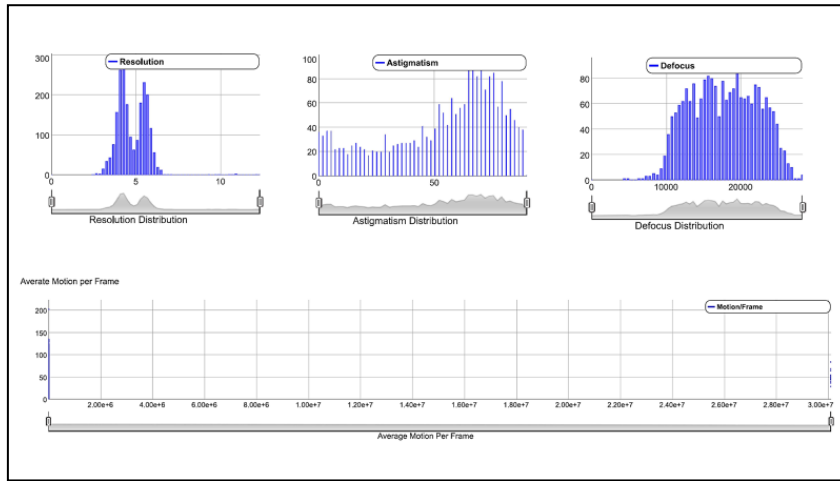 Resolution
300
200
100
0
0 5 10
Resolution Distribution
Astigmatism
100
80
60
40
20
0
0 50
Astigmatism Distribution
Defocus
80
60
40
20
0
0 10000 20000
Defocus Distribution
Averate Motion per Frame
Motion/Frame
200
150
100
50
0
2.00e+6 4.00e+6 6.00e+6 8.00e+6 1.00e+7 1.20e+7 1.40e+7 1.60e+7 1.80e+7 2.00e+7 2.20e+7 2.40e+7 2.60e+7 2.80e+7 3.00e+7
Average Motion Per Frame